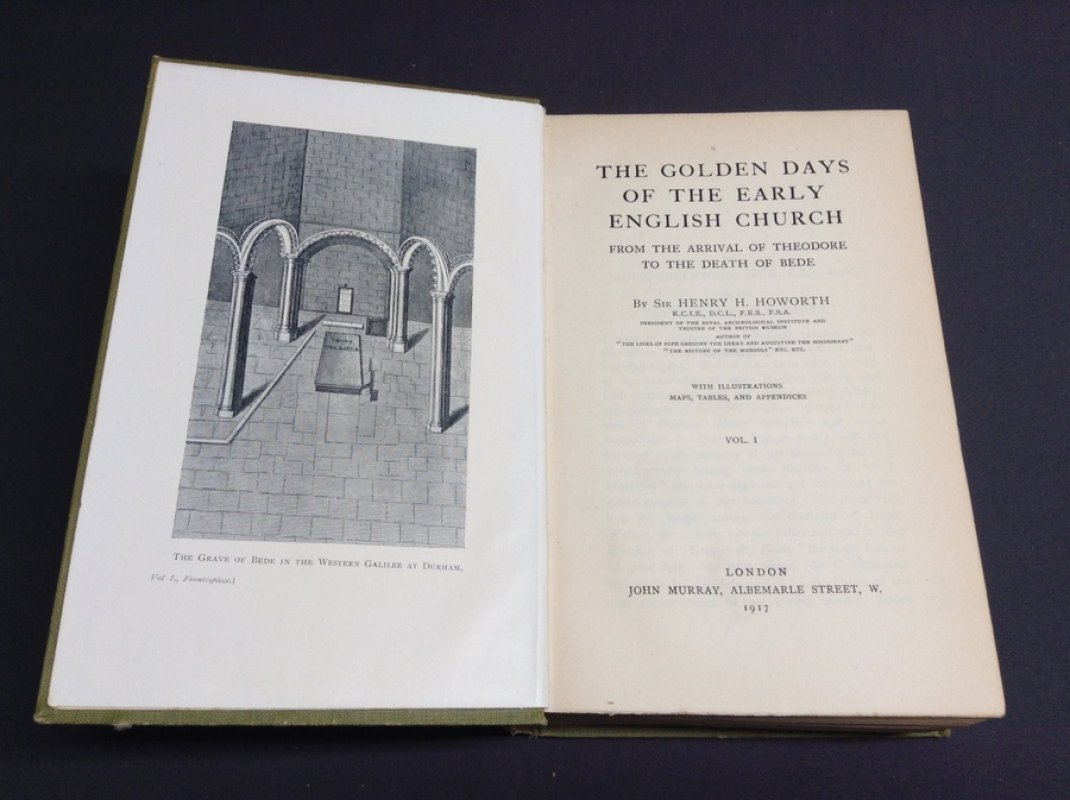 THE GRAVE OF BEDE IN THE WESTERN GALILEE AT DURHAM.
Vol I., Frontispiece.]
THE GOLDEN DAYS
OF THE EARLY
ENGLISH CHURCH
FROM THE ARRIVAL OF THEODORE
TO THE DEATH OF BEDE
BY SIR HENRY H. HOWORTH
K.C.I.E., D.C.L., F.R.S., F.S.A.
PRESIDENT OF THE ROYAL ARCHÆOLOGICAL INSTITUTE AND
TRUSTEE OF THE BRITISH MUSEUM
AUTHOR OF
"THE LIVES OF POPE GREGORY THE GREAT AND AUGUSTINE THE MISSIONARY"
"THE HISTORY OF THE MONGOLS" ETC. ETC.
WITH ILLUSTRATIONS
MAPS, TABLES, AND APPENDICES
VOL. I
LONDON
JOHN MURRAY, ALBEMARLE STREET, W.
1917